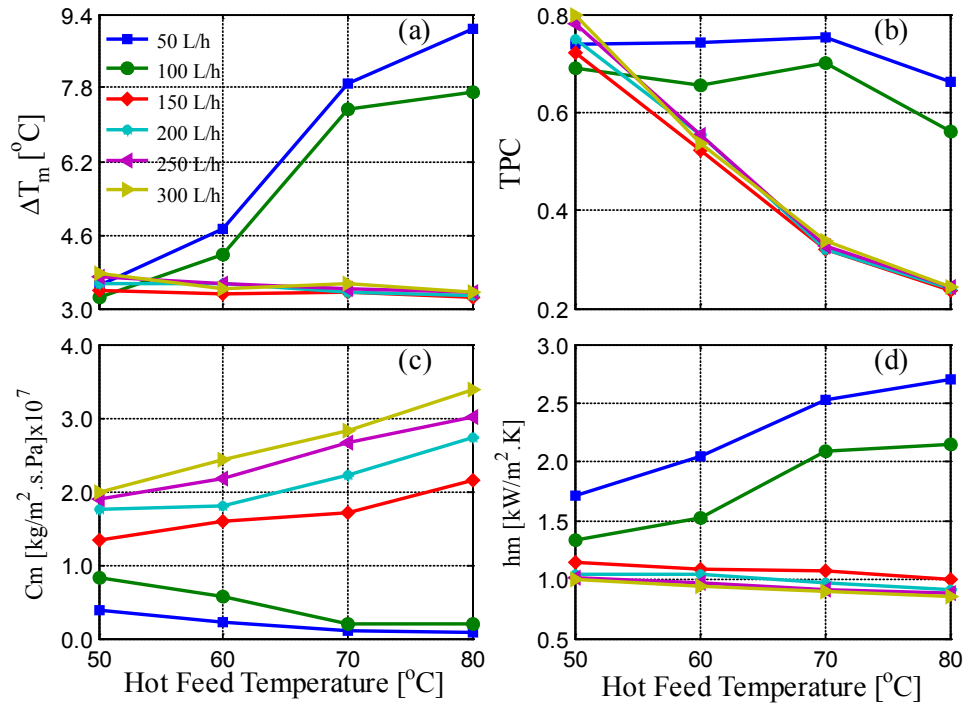 (a)
ΔTm [°C]
9.4
7.8
6.2
4.6
3.0
50 L/h
100 L/h
150 L/h
200 L/h
250 L/h
300 L/h
(b)
TPC
0.8
0.6
0.4
0.2
(c)
Cm [kg/m².s.Pa]x10⁷
4.0
3.0
2.0
1.0
0.0
50
60
70
80
Hot Feed Temperature [°C]
(d)
hm [kW/m².K]
3.0
2.5
2.0
1.5
1.0
0.5
50
60
70
80
Hot Feed Temperature [°C]